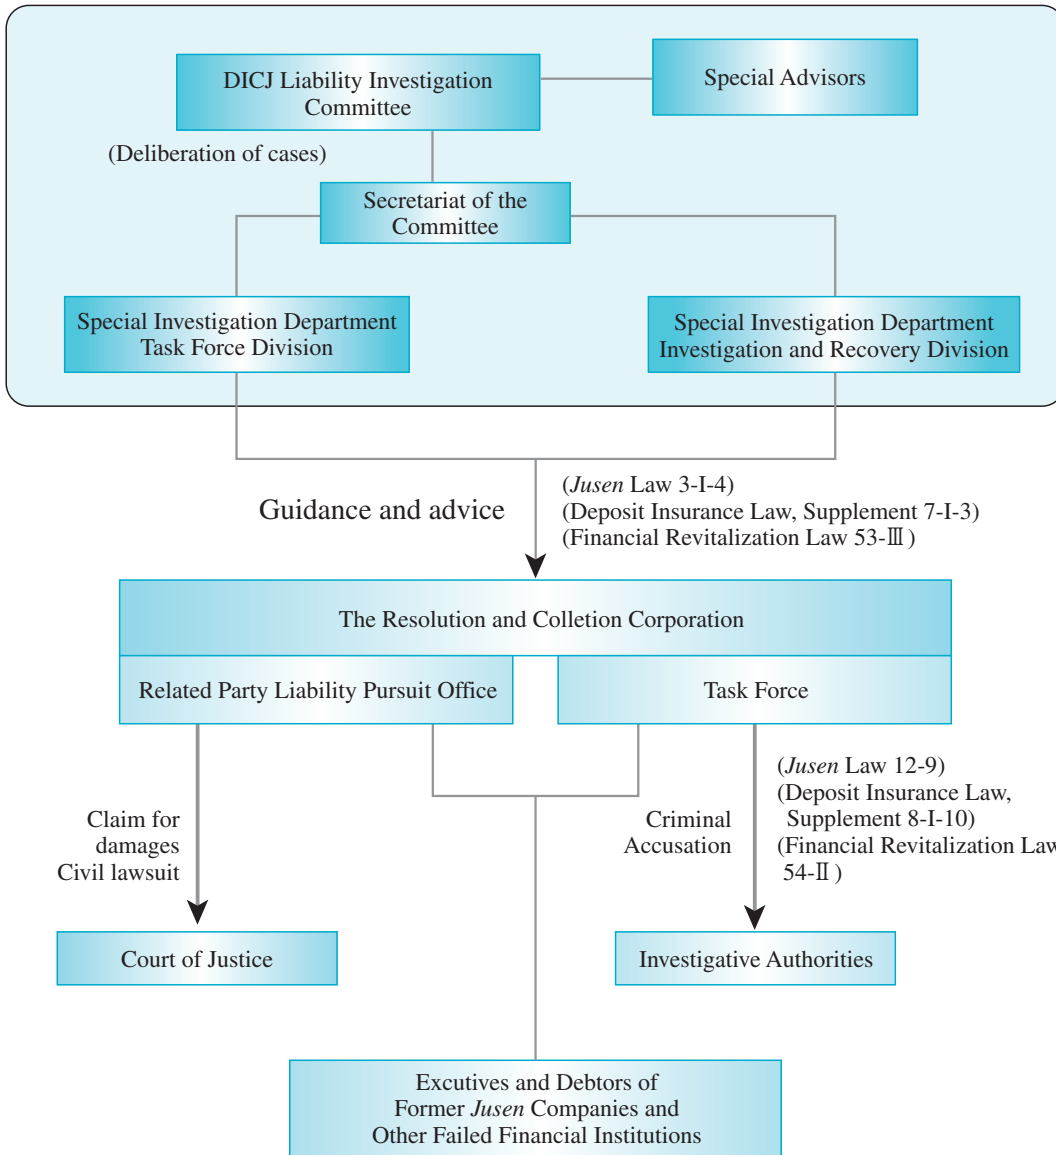 DICJ Liability Investigation
Committee
Special Advisors
(Deliberation of cases)
Secretariat of the
Committee
Special Investigation Department
Task Force Division
Special Investigation Department
Investigation and Recovery Division
Guidance and advice
(Jusen Law 3-I-4)
(Deposit Insurance Law, Supplement 7-I-3)
(Financial Revitalization Law 53-Ⅲ)
The Resolution and Colletion Corporation
Related Party Liability Pursuit Office
Task Force
Claim for
damages
Civil lawsuit
Criminal
Accusation
(Jusen Law 12-9)
(Deposit Insurance Law,
Supplement 8-I-10)
(Financial Revitalization Law
54-Ⅱ)
Court of Justice
Investigative Authorities
Excutives and Debtors of
Former Jusen Companies and
Other Failed Financial Institutions